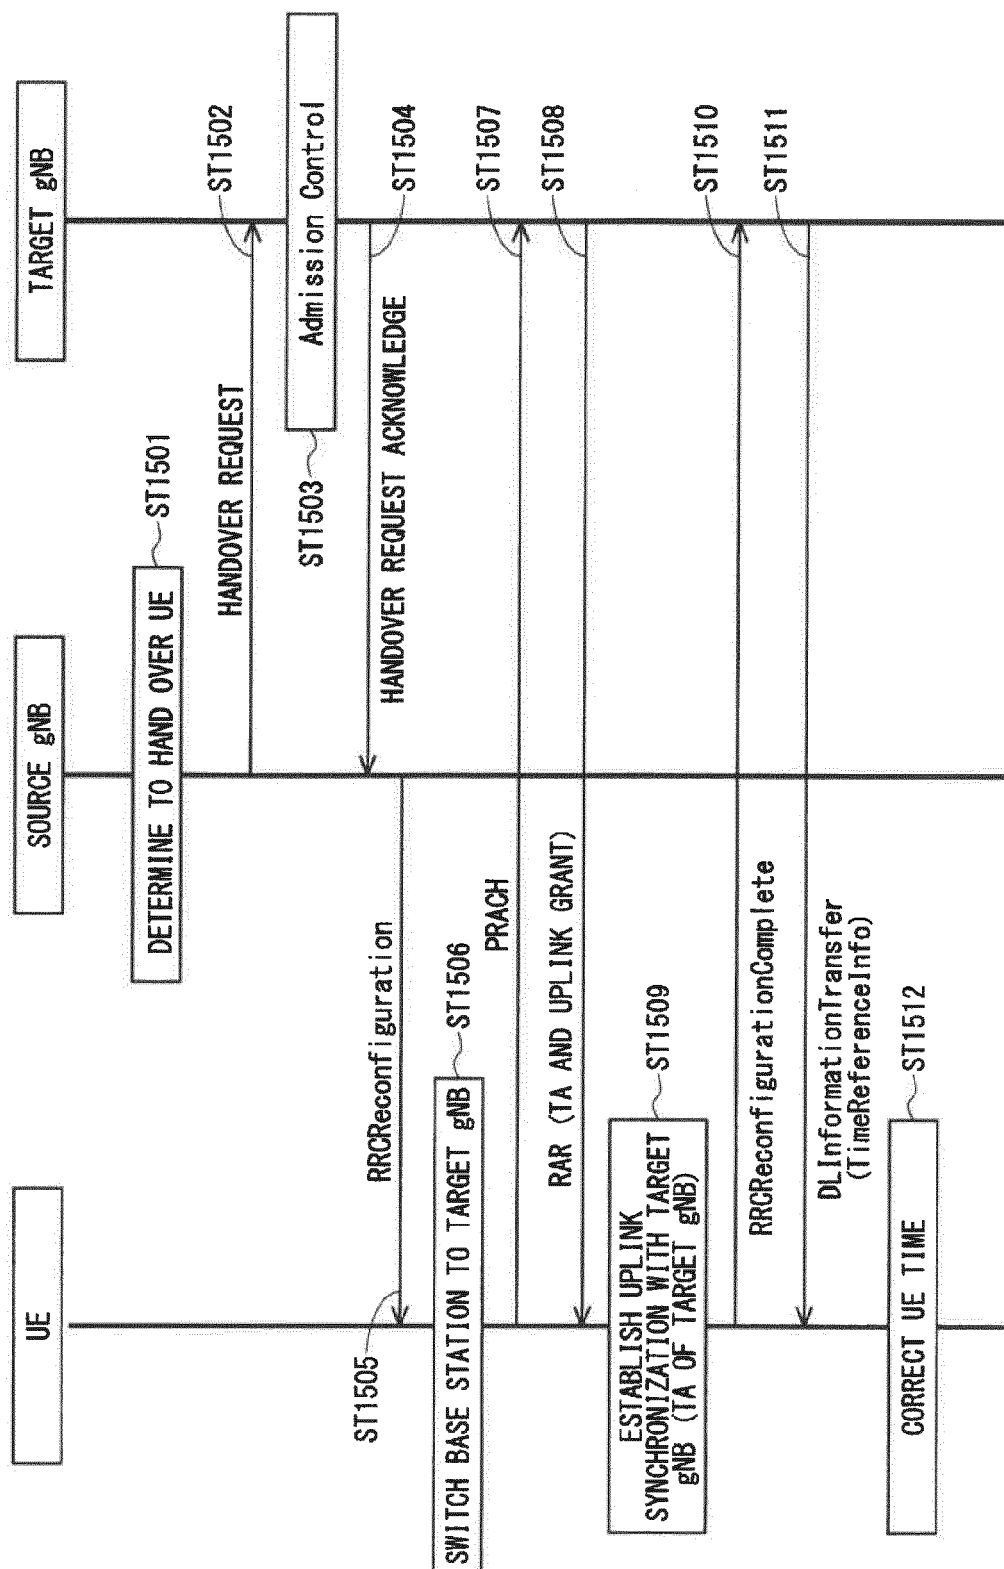 UE
SOURCE gNB
TARGET gNB
DETERMINE TO HAND OVER UE
ST1501
HANDOVER REQUEST
ST1502
ST1503
Admission Control
HANDOVER REQUEST ACKNOWLEDGE
ST1504
ST1505
RRCReconfiguration
SWITCH BASE STATION TO TARGET gNB
ST1506
PRACH
ST1507
RAR (TA AND UPLINK GRANT)
ST1508
ESTABLISH UPLINK
SYNCHRONIZATION WITH TARGET
gNB (TA OF TARGET gNB)
ST1509
RRCReconfigurationComplete
ST1510
DLInformationTransfer
(TimeReferenceInfo)
ST1511
CORRECT UE TIME
ST1512